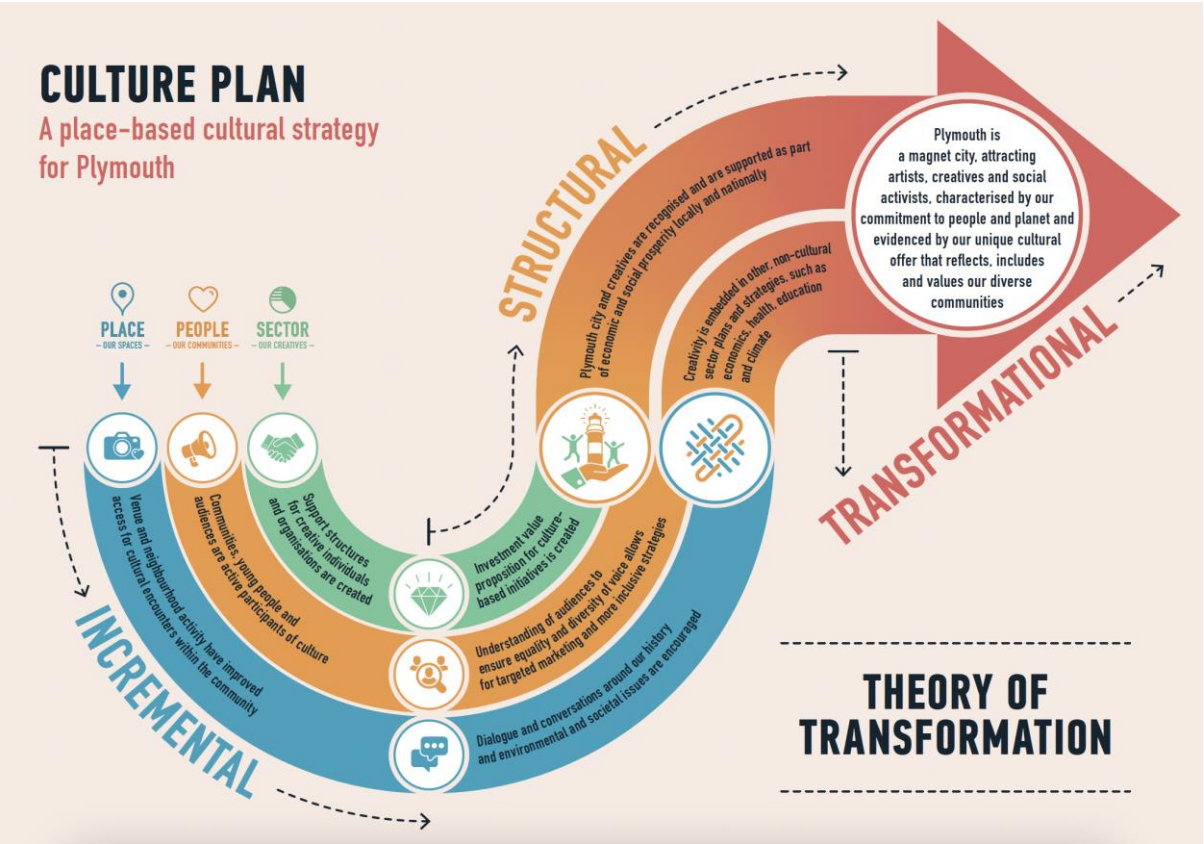 CULTURE PLAN
A place-based cultural strategy
for Plymouth
PLACE
– OUR SPACES –
PEOPLE
– OUR COMMUNITIES –
SECTOR
– OUR CREATIVES –
Venue and neighbourhood activity have improved
access for cultural encounters within the community
Communities, young people and
audiences are active participants of culture
Support structures
for creative individuals
and organisations are created
INCREMENTAL
Investment value
proposition for culture-
based initiatives is created
Understanding of audiences to
ensure equality and diversity of voice allows
for targeted marketing and more inclusive strategies
Dialogue and conversations around our history
and environmental and societal issues are encouraged
STRUCTURAL
Plymouth city and creatives are recognised and are supported as part
of economic and social prosperity locally and nationally
Creativity is embedded in other, non-cultural
sector plans and strategies, such as
economics, health, education
and climate
Plymouth is
a magnet city, attracting
artists, creatives and social
activists, characterised by our
commitment to people and planet and
evidenced by our unique cultural
offer that reflects, includes
and values our diverse
communities
TRANSFORMATIONAL
THEORY OF
TRANSFORMATION